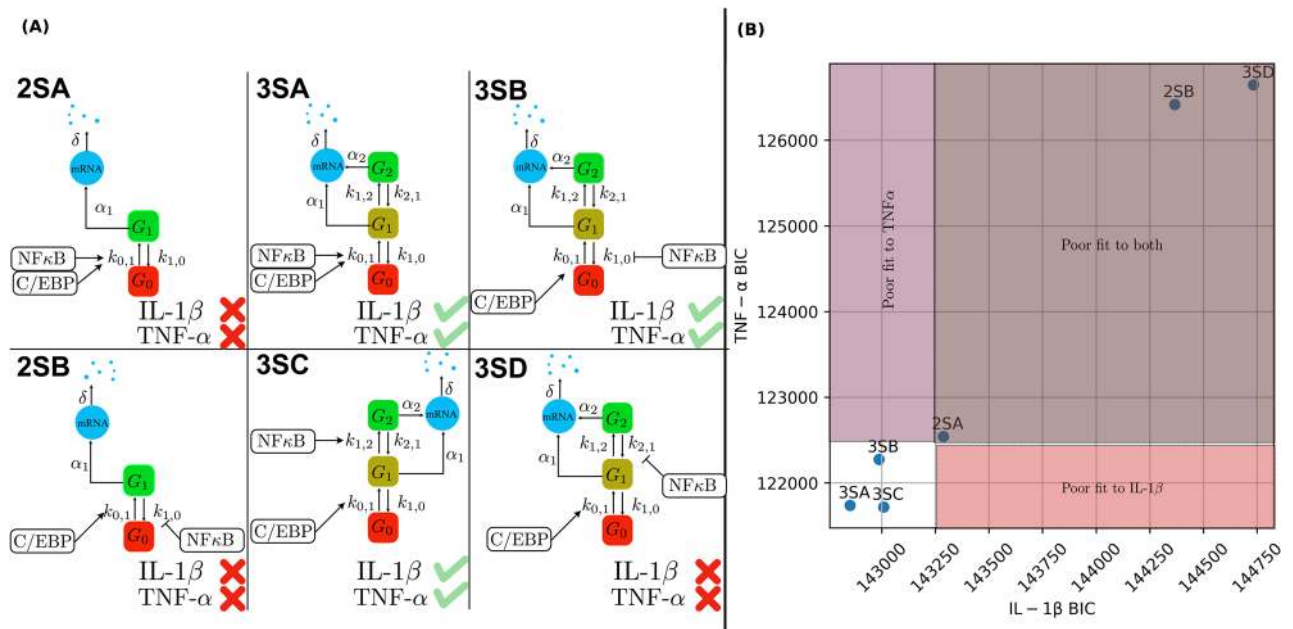 (A)
2SA
δ
mRNA
α1
G1
NFκB
C/EBP
k0,1
k1,0
G0
IL-1β
TNF-α
3SA
δ
mRNA
α2
G2
k1,2
k2,1
α1
G1
NFκB
C/EBP
k0,1
k1,0
G0
IL-1β
TNF-α
3SB
δ
mRNA
α2
G2
k1,2
k2,1
α1
G1
k0,1
k1,0
NFκB
G0
C/EBP
IL-1β
TNF-α
2SB
δ
mRNA
α1
G1
k0,1
k1,0
C/EBP
G0
NFκB
IL-1β
TNF-α
3SC
δ
G2
α2
mRNA
NFκB
k1,2
k2,1
G1
α1
k0,1
k1,0
C/EBP
G0
IL-1β
TNF-α
3SD
δ
mRNA
α2
G2
k1,2
k2,1
α1
G1
NFκB
k0,1
k1,0
C/EBP
G0
IL-1β
TNF-α
(B)
TNF − α BIC
126000
125000
124000
123000
122000
3SD
2SB
Poor fit to TNFα
Poor fit to both
2SA
3SB
3SA
3SC
Poor fit to IL-1β
143000
143250
143500
143750
144000
144250
144500
144750
IL − 1β BIC